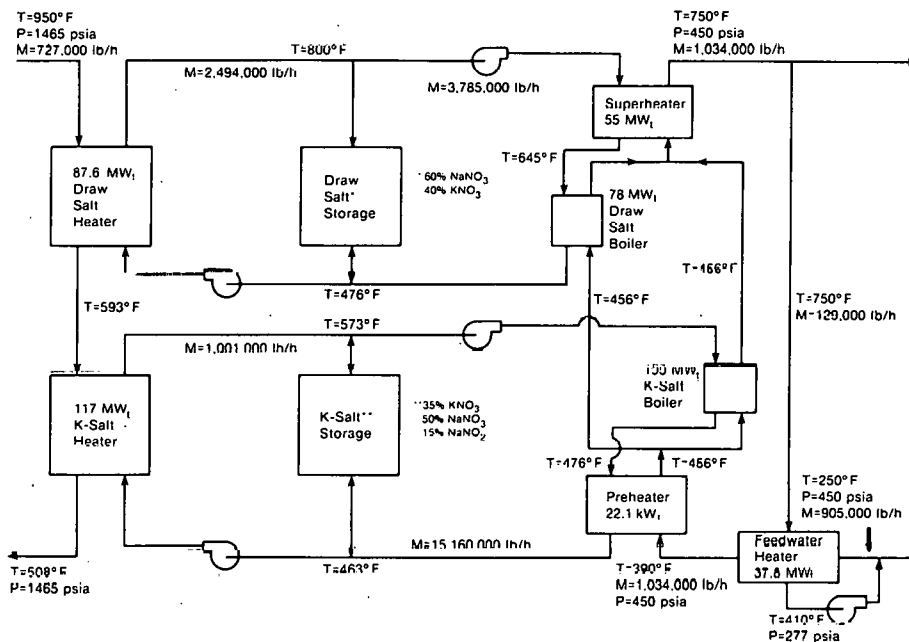 T=950°F
P=1465 psia
M=727,000 lb/h
T=800°F
M=2,494,000 lb/h
M=3,785,000 lb/h
T=750°F
P=450 psia
M=1,034,000 lb/h
Superheater
55 MWt
87.6 MWt
Draw
Salt
Heater
Draw
Salt*
Storage
*60% NaNO3
40% KNO3
T=645°F
78 MWt
Draw
Salt
Boiler
T=476°F
T=593°F
T=456°F
T=466°F
T=750°F
M=129,000 lb/h
T=573°F
M=1,001,000 lb/h
117 MWt
K-Salt
Heater
K-Salt**
Storage
**35% KNO3
50% NaNO3
15% NaNO2
MWt
K-Salt
Boiler
T=476°F
T=456°F
Preheater
22.1 kWt
T=250°F
P=450 psia
M=905,000 lb/h
M=15,160,000 lb/h
T=463°F
T=508°F
P=1465 psia
T=390°F
M=1,034,000 lb/h
P=450 psia
Feedwater
Heater
37.8 MWt
T=410°F
P=277 psia